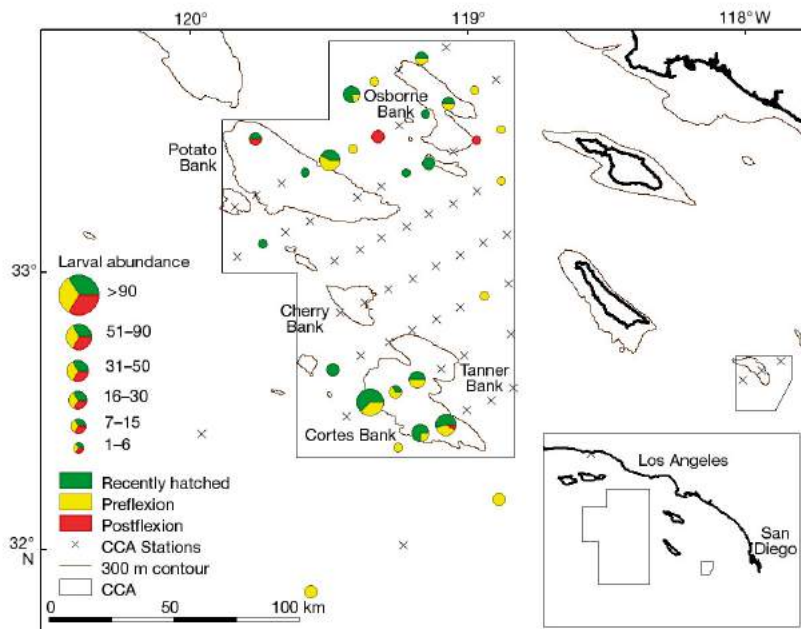 120°
119°
118°W
Osborne
Bank
Potato
Bank
33°
Larval abundance
>90
51–90
31–50
16–30
7–15
1–6
Cherry
Bank
Tanner
Bank
Cortes Bank
Recently hatched
Preflexion
Postflexion
CCA Stations
300 m contour
CCA
32°
N
0 50 100 km
Los Angeles
San
Diego